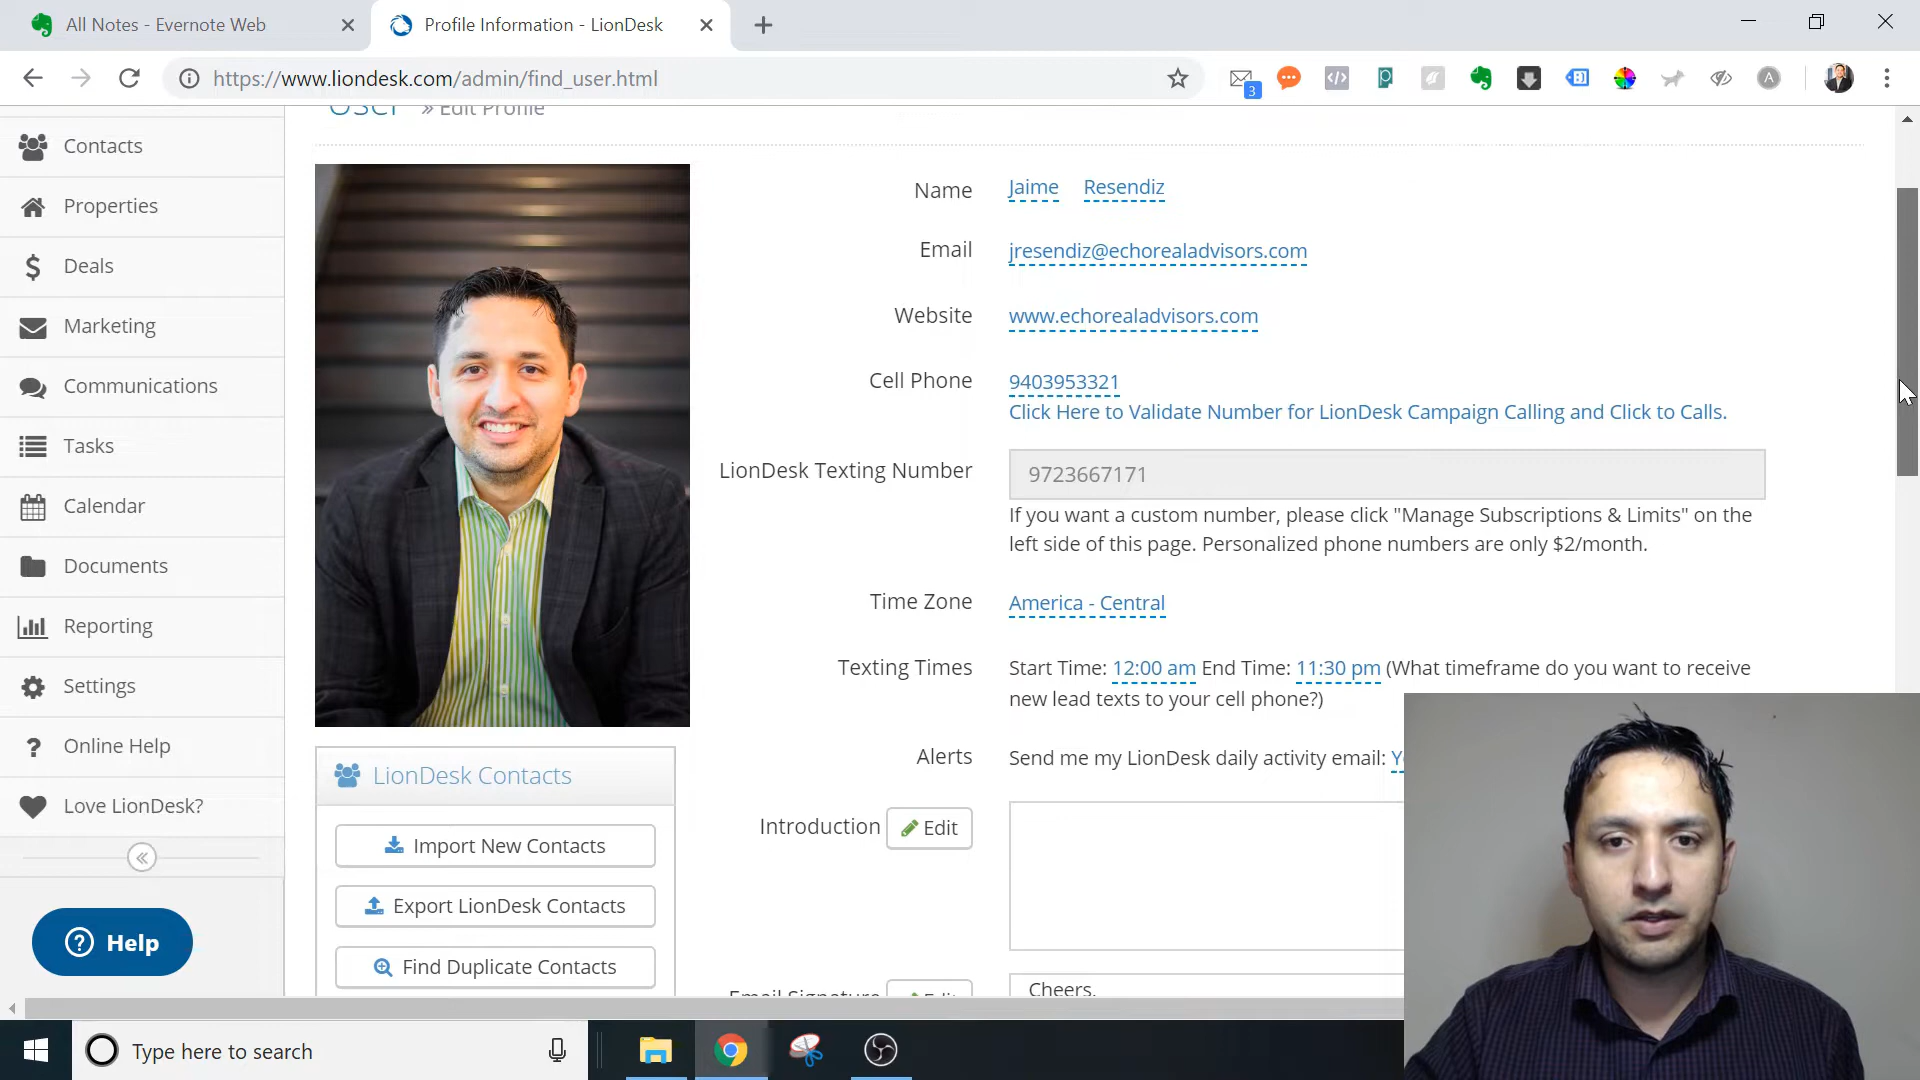 All Notes - Evernote Web
Profile Information - LionDesk
https://www.liondesk.com/admin/find_user.html
3
A
User » Edit Profile
Contacts
Properties
Deals
Marketing
Communications
Tasks
Calendar
Documents
Reporting
Settings
Online Help
Love LionDesk?
Help
Name Jaime Resendiz
Email jresendiz@echorealadvisors.com
Website www.echorealadvisors.com
Cell Phone 9403953321
Click Here to Validate Number for LionDesk Campaign Calling and Click to Calls.
LionDesk Texting Number 9723667171
If you want a custom number, please click "Manage Subscriptions & Limits" on the
left side of this page. Personalized phone numbers are only $2/month.
Time Zone America - Central
Texting Times Start Time: 12:00 am End Time: 11:30 pm (What timeframe do you want to receive
new lead texts to your cell phone?)
Alerts Send me my LionDesk daily activity email:
Introduction Edit
Email Signature Edit
Cheers,
LionDesk Contacts
Import New Contacts
Export LionDesk Contacts
Find Duplicate Contacts
Type here to search